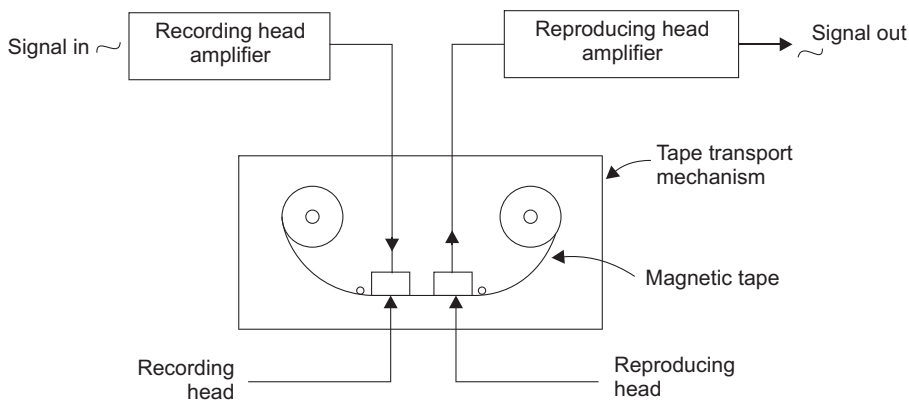 Signal in
Recording head
amplifier
Reproducing head
amplifier
Signal out
Tape transport
mechanism
Magnetic tape
Recording
head
Reproducing
head